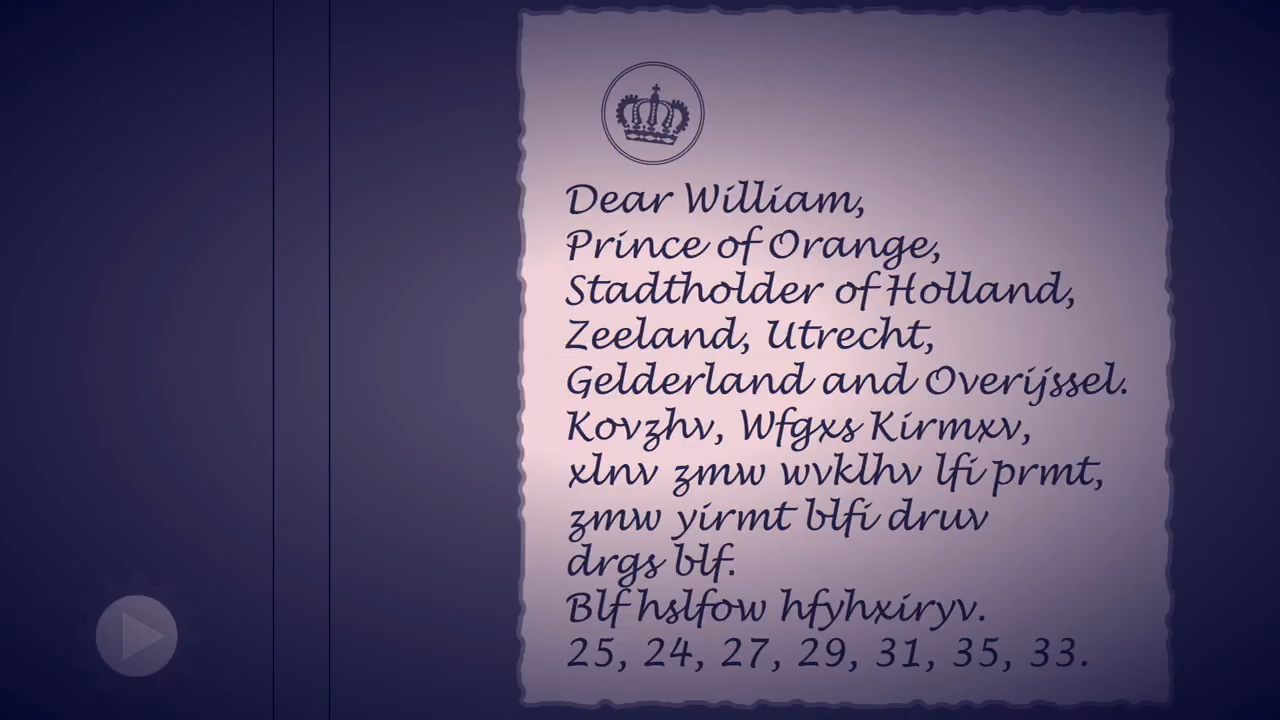 Dear William,
Prince of Orange,
Stadtholder of Holland,
Zeeland, Utrecht,
Gelderland and Overijssel.
Kovzhv, Wfgxs Kirmxv,
xlnv zmw wvklhv lfi prmt,
zmw yirmt blfi druv
drgs blf.
Blf hslfow hfyhxiryv.
25, 24, 27, 29, 31, 35, 33.